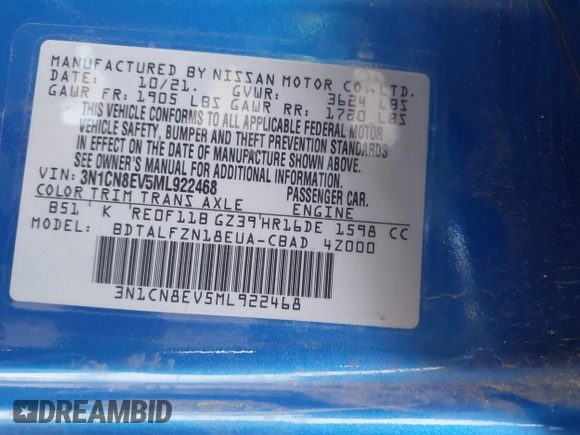 MANUFACTURED BY NISSAN MOTOR CO., LTD.
DATE: 10/21. GVWR: 3624 LBS
GAWR FR: 1905 LBS GAWR RR: 1720 LBS
THIS VEHICLE CONFORMS TO ALL APPLICABLE FEDERAL MOTOR
VEHICLE SAFETY, BUMPER AND THEFT PREVENTION STANDARDS
IN EFFECT ON THE DATE OF MANUFACTURE SHOWN ABOVE.
SEE OWNER'S MANUAL FOR ADDITIONAL INFORMATION.
VIN: 3N1CN8EV5ML922468 PASSENGER CAR.
COLOR TRIM TRANS AXLE ENGINE
B51 K RE0F11B GZ39 HR16DE 1598 CC
MODEL: BDTALFZN18EUA-CBAD 4Z000
3N1CN8EV5ML922468
DREAMBID